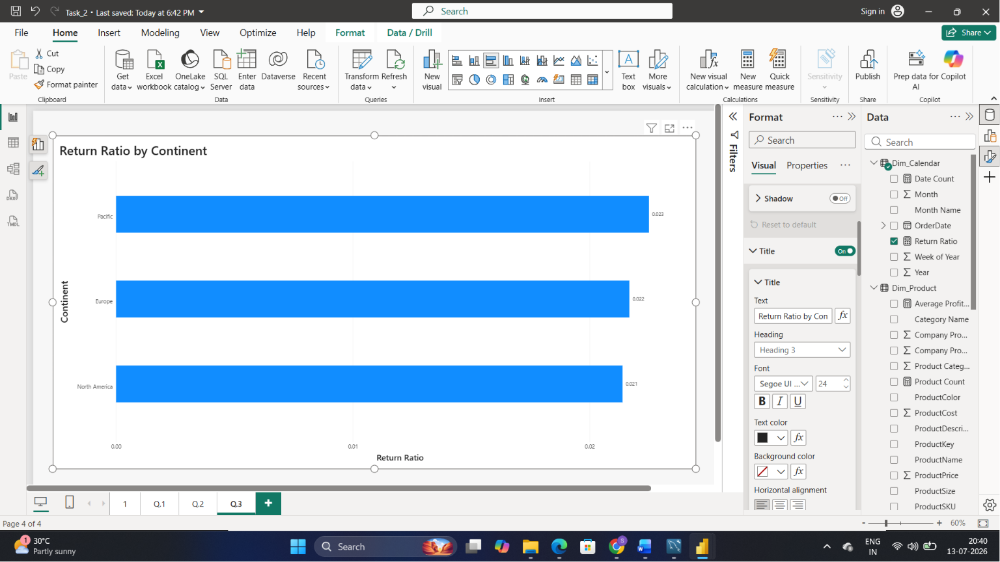 Task_2 • Last saved: Today at 6:42 PM
Search
Sign in
File Home Insert Modeling View Optimize Help Format Data / Drill
Share
Paste
Cut
Copy
Format painter
Clipboard
Get data
Excel workbook
OneLake catalog
SQL Server
Enter data
Dataverse
Recent sources
Data
Transform data
Refresh
Queries
New visual
Text box
More visuals
Insert
New visual calculation
New measure
Quick measure
Calculations
Sensitivity
Sensitivity
Publish
Share
Prep data for AI
Copilot
Copilot
DAX
TMDL
Return Ratio by Continent
Continent
Pacific
0.023
Europe
0.022
North America
0.021
0.00 0.01 0.02
Return Ratio
Filters
Format
Search
Visual Properties
Shadow Off
Reset to default
Title On
Title
Text
Return Ratio by Con
fx
Heading
Heading 3
Font
Segoe UI ... 24
B I U
Text color
fx
Background color
fx
Horizontal alignment
Data
Search
Dim_Calendar
Date Count
Month
Month Name
OrderDate
Return Ratio
Week of Year
Year
Dim_Product
Average Profit...
Category Name
Company Pro...
Company Pro...
Product Categ...
Product Count
ProductColor
ProductCost
ProductDescri...
ProductKey
ProductName
ProductPrice
ProductSize
ProductSKU
1 Q.1 Q.2 Q.3 +
Page 4 of 4
- + 60%
1
30°C
Partly sunny
Search
S
ENG
IN
20:40
13-07-2026